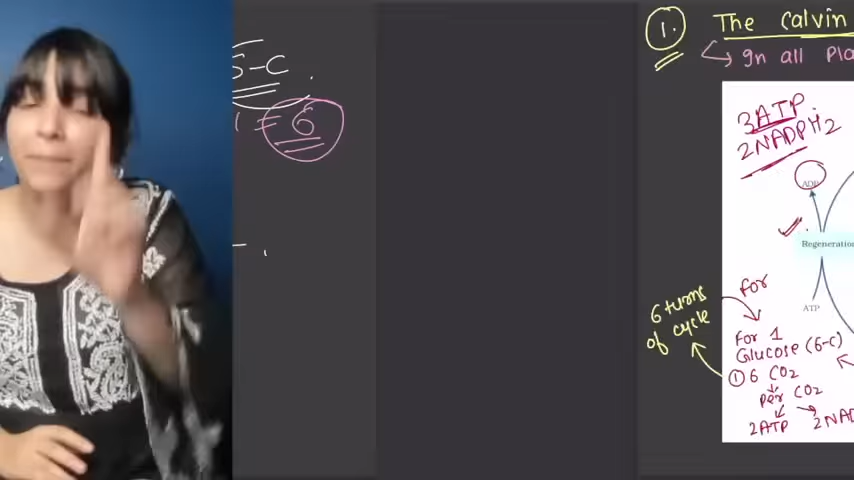 5-C.
1 = 6
1.
The Calvin
In all Pla
3ATP
2NADPH2
ADP
Regeneration
ATP
6 turns
of cycle
For
For 1
Glucose (6-C)
① 6 CO2
Per CO2
2ATP 2NAD